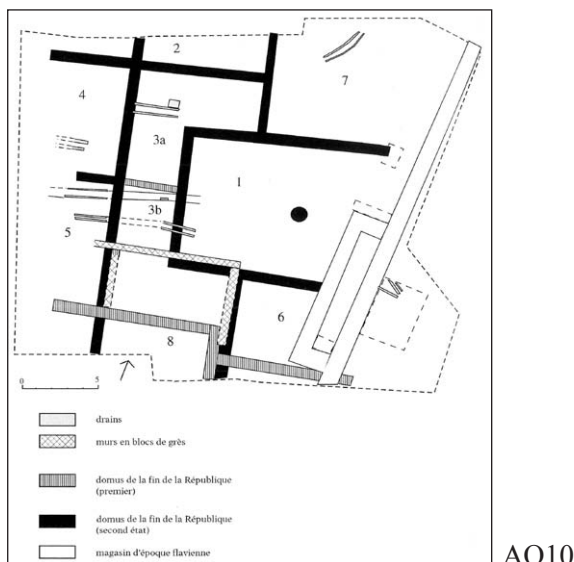 2
7
4
3a
1
3b
5
6
8
0 5
drains
murs en blocs de grès
domus de la fin de la République
(premier)
domus de la fin de la République
(second état)
magasin d'époque flavienne
AO10